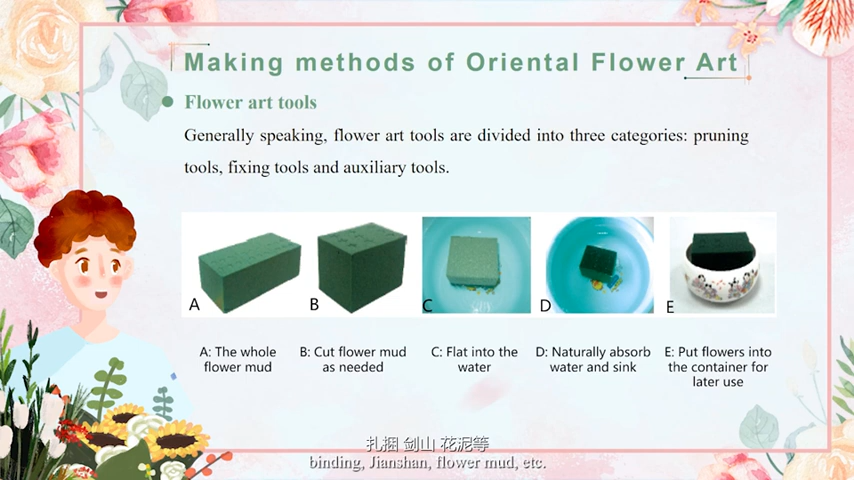 Making methods of Oriental Flower Art
Flower art tools
Generally speaking, flower art tools are divided into three categories: pruning
tools, fixing tools and auxiliary tools.
A
B
C
D
E
A: The whole
flower mud
B: Cut flower mud
as needed
C: Flat into the
water
D: Naturally absorb
water and sink
E: Put flowers into
the container for
later use
扎捆 剑山 花泥等
binding, Jianshan, flower mud, etc.